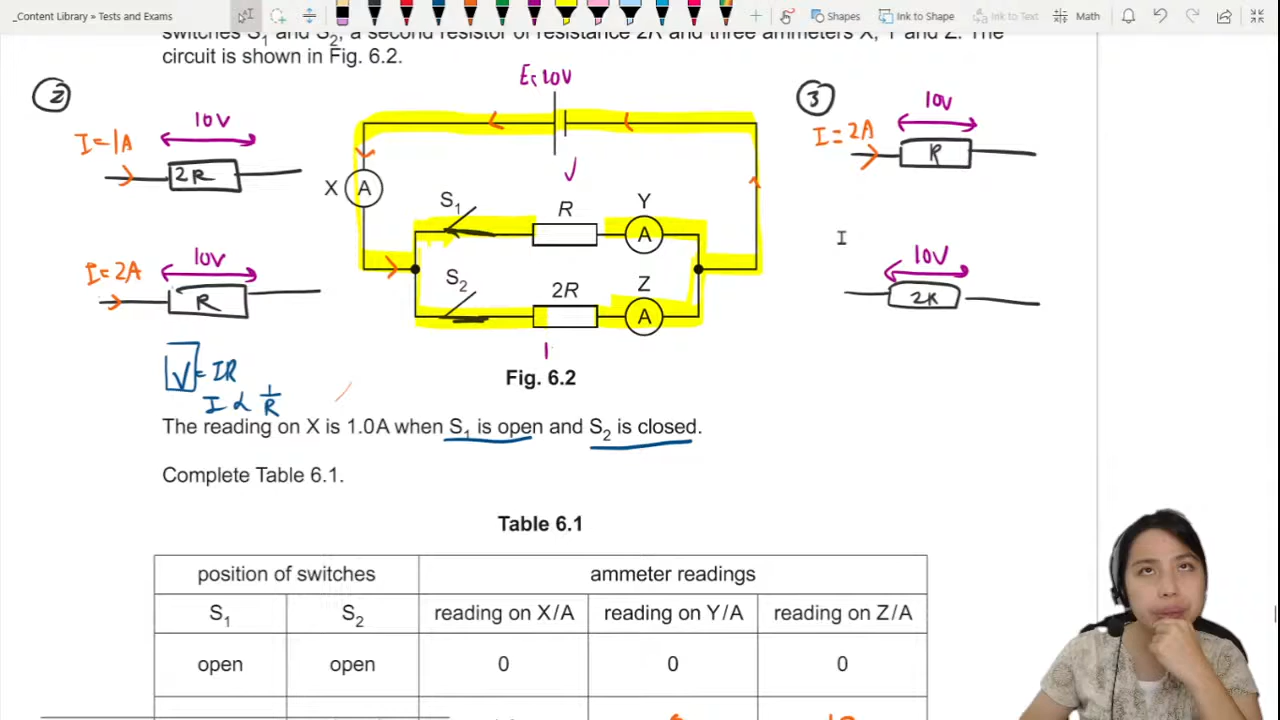 _Content Library » Tests and Exams
Shapes
Ink to Shape
Ink to Text
Math
switches S1 and S2, a second resistor of resistance 2R and three ammeters X, Y and Z. The
circuit is shown in Fig. 6.2.
2
10V
I=1A
2R
I=2A
10V
R
V=IR
I ∝ 1/R
10V
X
A
S1
R
Y
A
S2
2R
Z
A
3
10V
I=2A
R
I
10V
2R
Fig. 6.2
The reading on X is 1.0A when S1 is open and S2 is closed.
Complete Table 6.1.
Table 6.1
position of switches
ammeter readings
S1
S2
reading on X/A
reading on Y/A
reading on Z/A
open
open
0
0
0